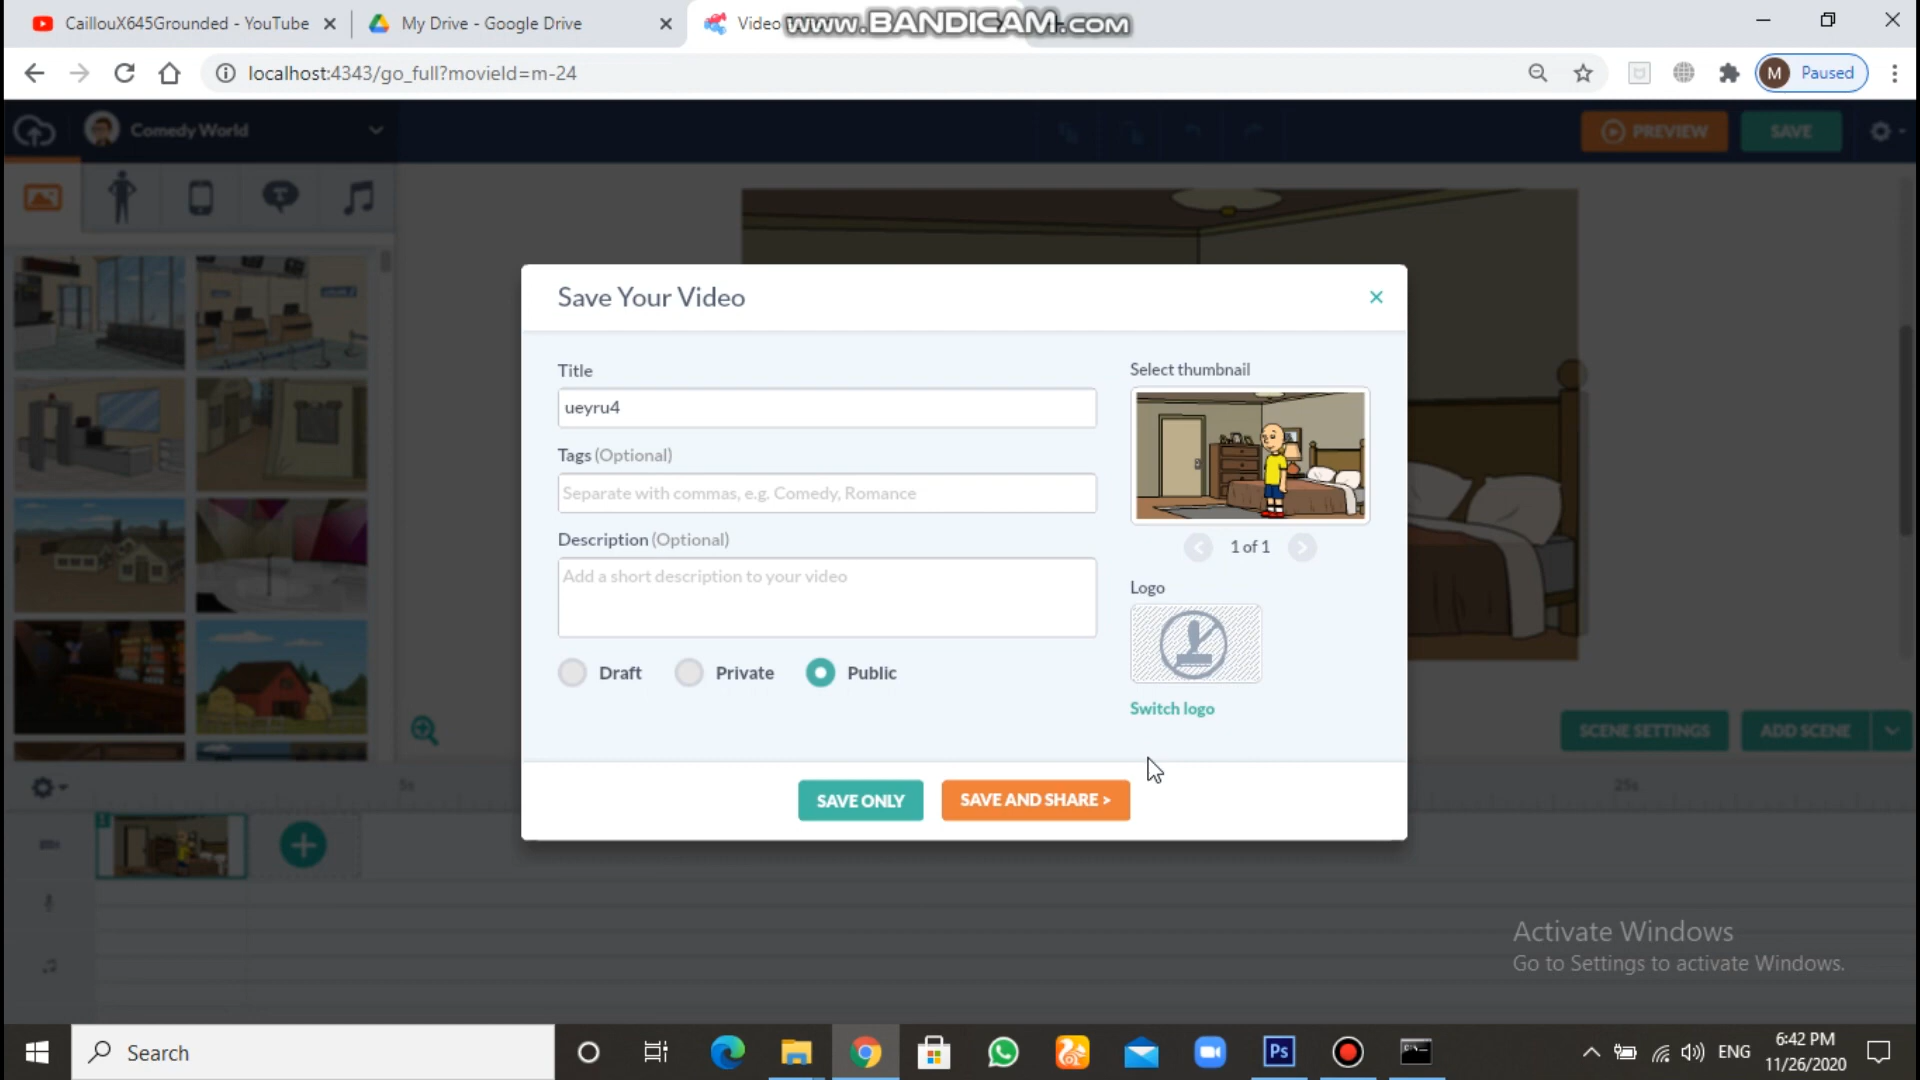 CaillouX645Grounded - YouTube
My Drive - Google Drive
Video
www.BANDICAM.com
localhost:4343/go_full?movieId=m-24
M
Paused
Comedy World
PREVIEW
SAVE
Save Your Video
Title
ueyru4
Tags (Optional)
Separate with commas, e.g. Comedy, Romance
Description (Optional)
Add a short description to your video
Draft
Private
Public
Select thumbnail
1 of 1
Logo
Switch logo
SAVE ONLY
SAVE AND SHARE >
SCENE SETTINGS
ADD SCENE
5s
25s
Activate Windows
Go to Settings to activate Windows.
Search
Ps
ENG
6:42 PM
11/26/2020